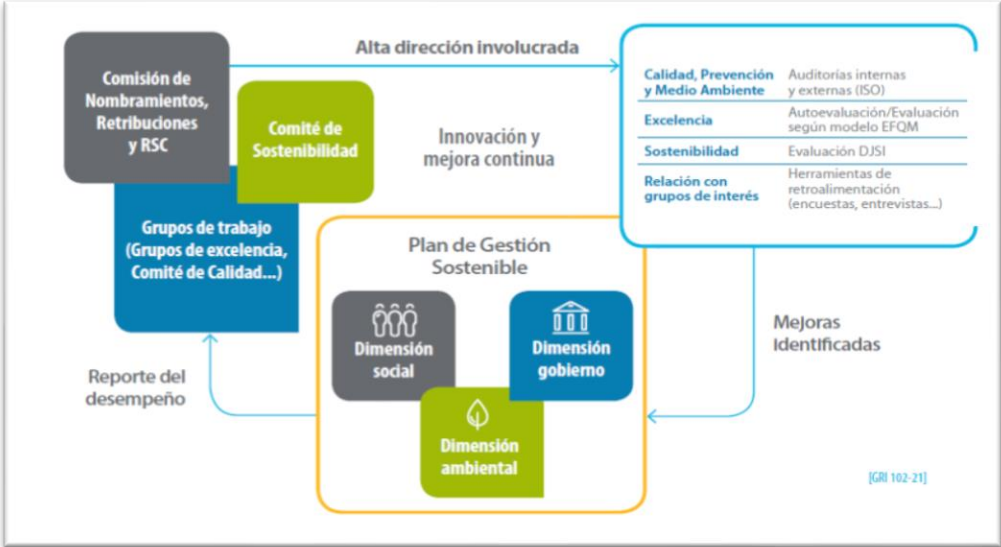 Comisión de
Nombramientos,
Retribuciones
y RSC
Comité de
Sostenibilidad
Grupos de trabajo
(Grupos de excelencia,
Comité de Calidad...)
Alta dirección involucrada
Innovación y
mejora continua
Calidad, Prevención
y Medio Ambiente
Auditorías internas
y externas (ISO)
Excelencia
Autoevaluación/Evaluación
según modelo EFQM
Sostenibilidad
Evaluación DJSI
Relación con
grupos de interés
Herramientas de
retroalimentación
(encuestas, entrevistas...)
Plan de Gestión
Sostenible
Dimensión
social
Dimensión
gobierno
Dimensión
ambiental
Mejoras
identificadas
Reporte del
desempeño
[GRI 102-21]